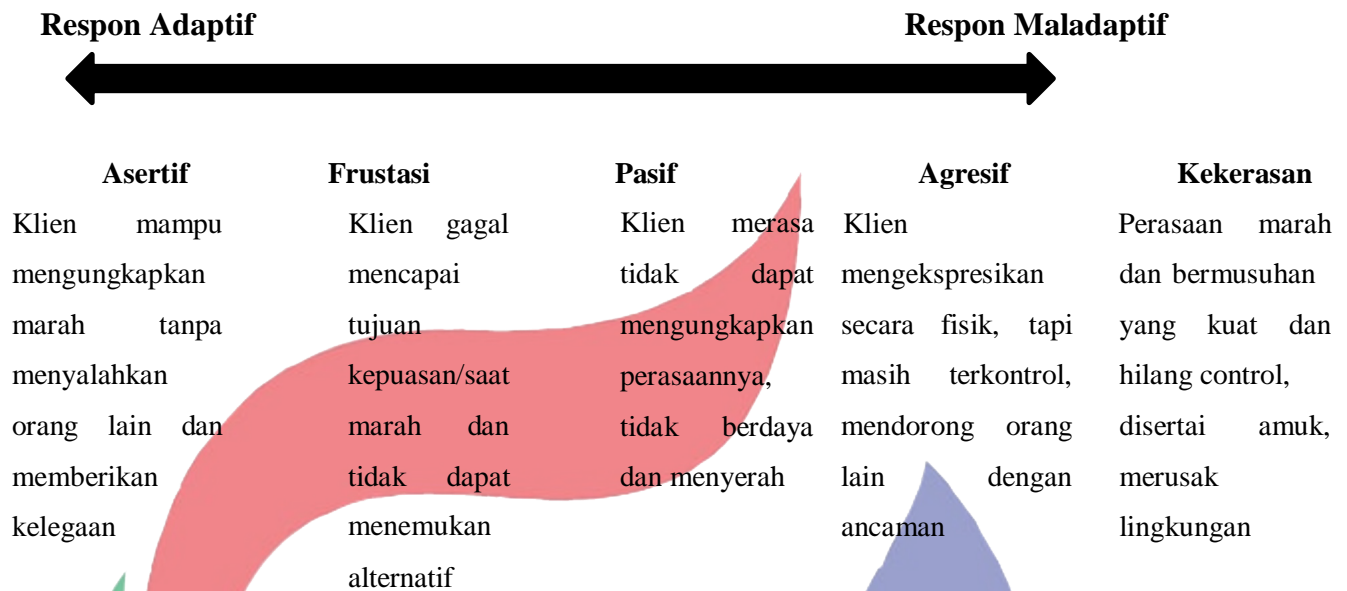 Respon Adaptif
Respon Maladaptif
Asertif
Klien mampu
mengungkapkan
marah tanpa
menyalahkan
orang lain dan
memberikan
kelegaan
Frustasi
Klien gagal
mencapai
tujuan
kepuasan/saat
marah dan
tidak dapat
menemukan
alternatif
Pasif
Klien merasa
tidak dapat
mengungkapkan
perasaannya,
tidak berdaya
dan menyerah
Agresif
Klien
mengekspresikan
secara fisik, tapi
masih terkontrol,
mendorong orang
lain dengan
ancaman
Kekerasan
Perasaan marah
dan bermusuhan
yang kuat dan
hilang control,
disertai amuk,
merusak
lingkungan